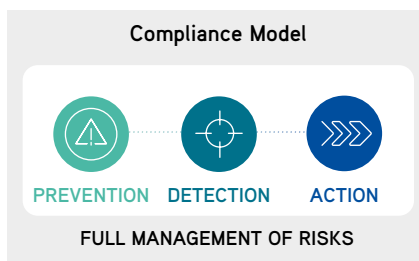 Compliance Model
PREVENTION DETECTION ACTION
FULL MANAGEMENT OF RISKS